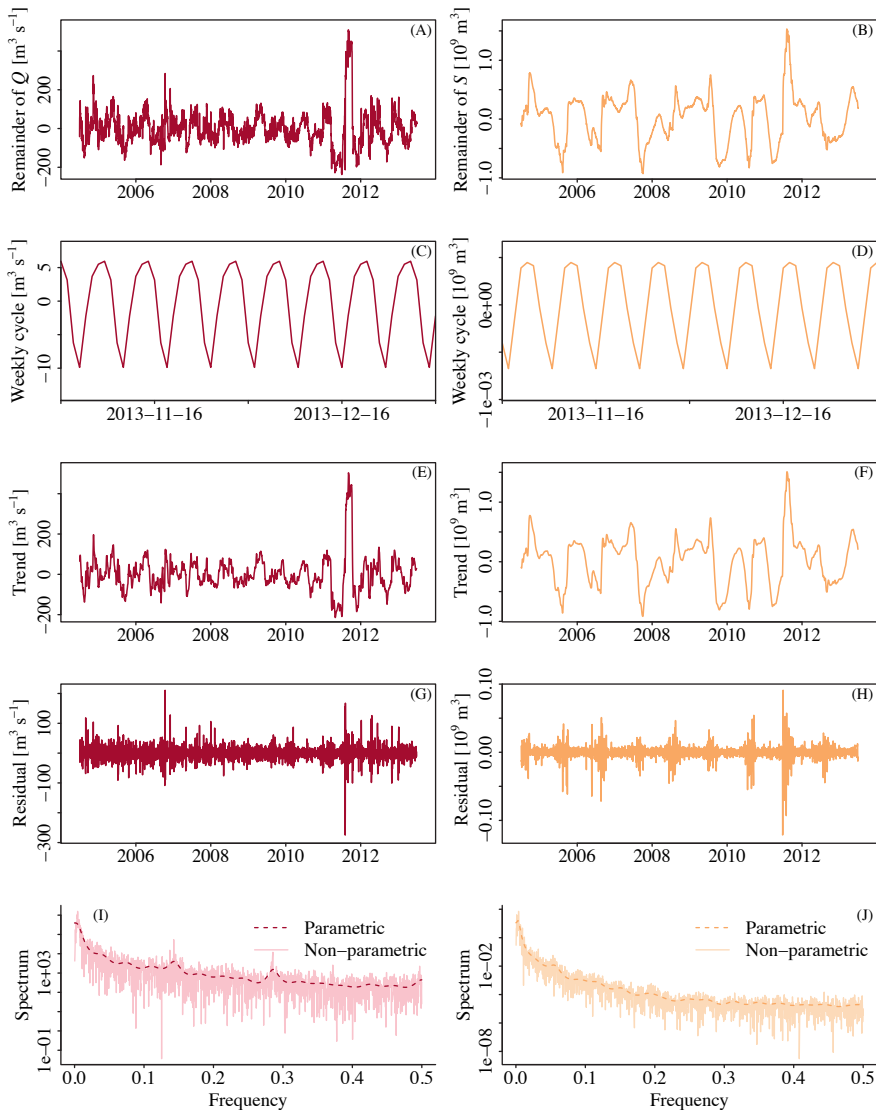 (A)
Remainder of Q [m³ s⁻¹]
−200 0 200
2006 2008 2010 2012
(B)
Remainder of S [10⁹ m³]
−1.0 0.0 1.0
2006 2008 2010 2012
(C)
Weekly cycle [m³ s⁻¹]
−10 0 5
2013−11−16 2013−12−16
(D)
Weekly cycle [10⁹ m³]
−1e−03 0e+00
2013−11−16 2013−12−16
(E)
Trend [m³ s⁻¹]
−200 0 200
2006 2008 2010 2012
(F)
Trend [10⁹ m³]
−1.0 0.0 1.0
2006 2008 2010 2012
(G)
Residual [m³ s⁻¹]
−300 −100 100
2006 2008 2010 2012
(H)
Residual [10⁹ m³]
−0.10 0.00 0.10
2006 2008 2010 2012
(I)
Parametric
Non−parametric
Spectrum
1e−01 1e+03
0.0 0.1 0.2 0.3 0.4 0.5
Frequency
(J)
Parametric
Non−parametric
Spectrum
1e−08 1e−02
0.0 0.1 0.2 0.3 0.4 0.5
Frequency